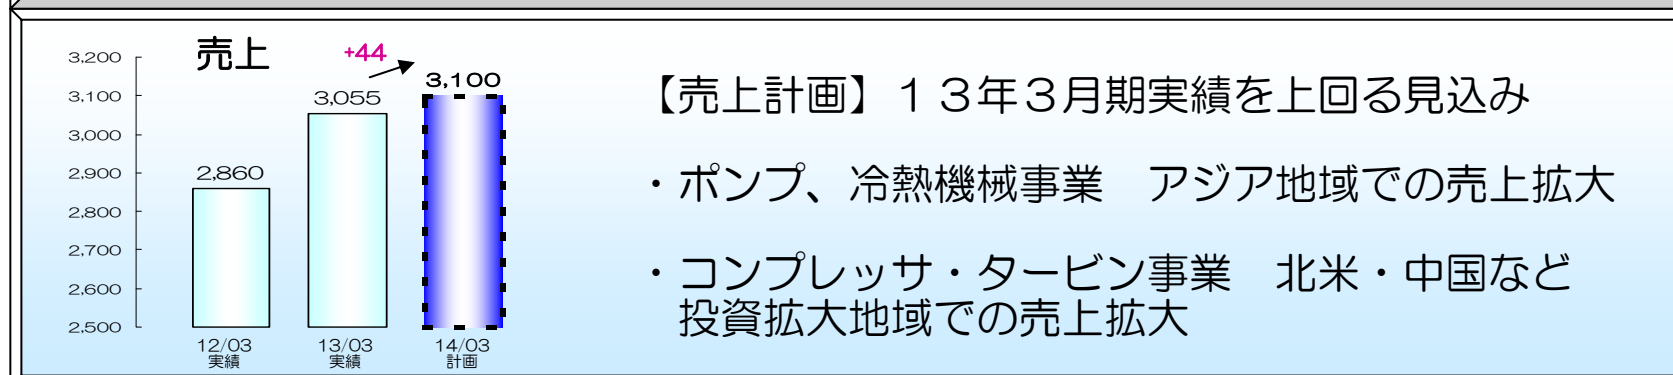 売上
+44
3,200
3,100
3,000
2,900
2,800
2,700
2,600
2,500
2,860
3,055
3,100
12/03
実績
13/03
実績
14/03
計画
【売上計画】１３年３月期実績を上回る見込み
・ポンプ、冷熱機械事業　アジア地域での売上拡大
・コンプレッサ・タービン事業　北米・中国など
投資拡大地域での売上拡大